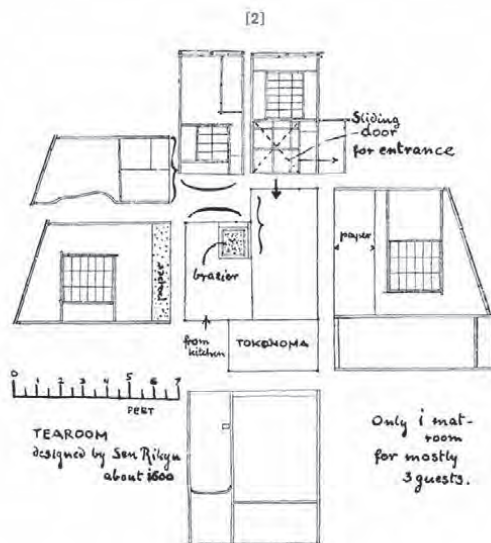 [2]
Sliding
door
for entrance
paper
paper
brazier
from
kitchen
TOKONOMA
0 1 2 3 4 5 6 7
FEET
TEAROOM
designed by Sen Rikyu
about 1600
Only 1 mat-
room
for mostly
3 guests.